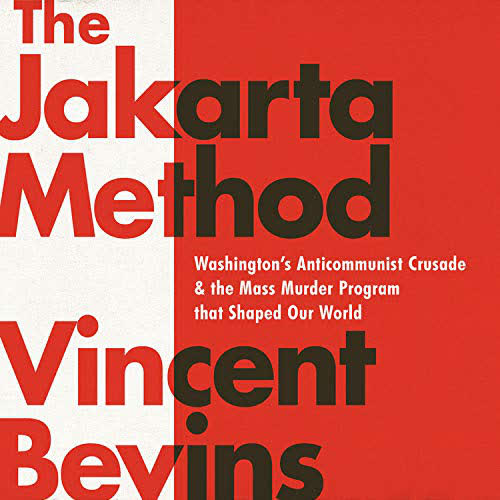 The
Jakarta
Method
Washington's Anticommunist Crusade
& the Mass Murder Program
that Shaped Our World
Vincent
Bevins